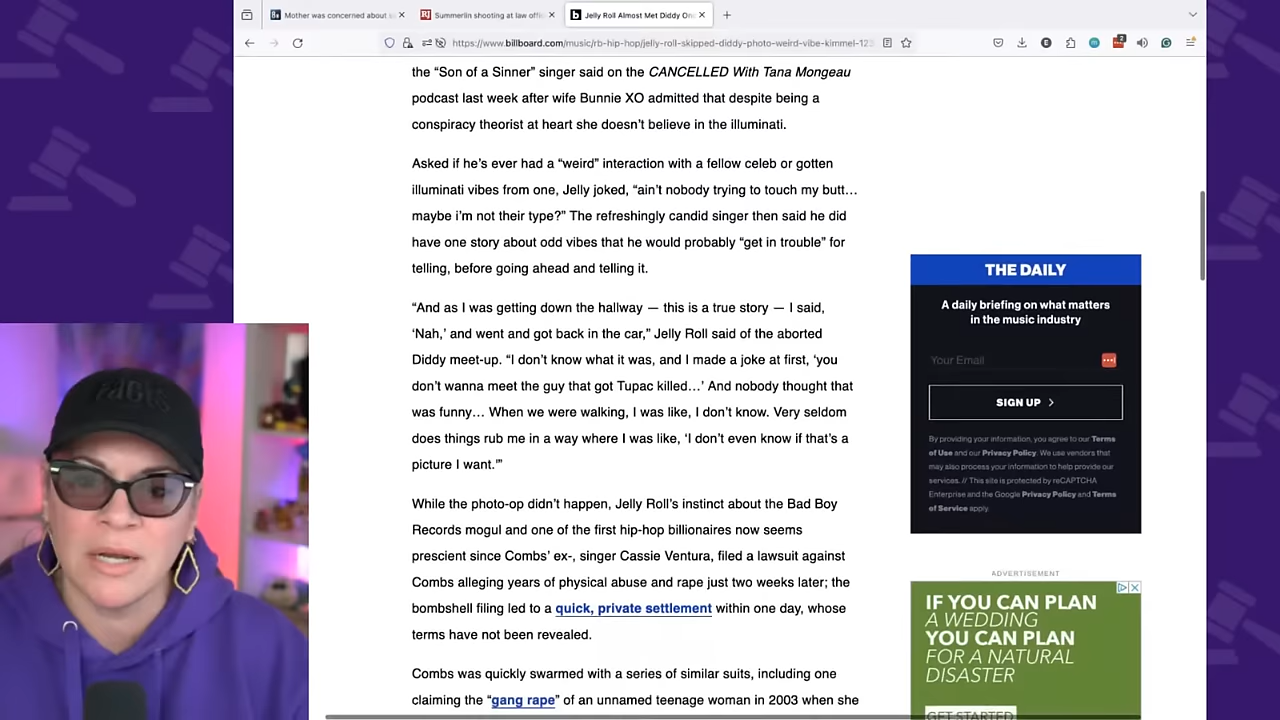 Mother was concerned about s
Summerlin shooting at law offi
Jelly Roll Almost Met Diddy On
https://www.billboard.com/music/rb-hip-hop/jelly-roll-skipped-diddy-photo-weird-vibe-kimmel-123
2
the “Son of a Sinner” singer said on the CANCELLED With Tana Mongeau
podcast last week after wife Bunnie XO admitted that despite being a
conspiracy theorist at heart she doesn’t believe in the illuminati.
Asked if he’s ever had a “weird” interaction with a fellow celeb or gotten
illuminati vibes from one, Jelly joked, “ain’t nobody trying to touch my butt…
maybe i’m not their type?” The refreshingly candid singer then said he did
have one story about odd vibes that he would probably “get in trouble” for
telling, before going ahead and telling it.
“And as I was getting down the hallway — this is a true story — I said,
‘Nah,’ and went and got back in the car,” Jelly Roll said of the aborted
Diddy meet-up. “I don’t know what it was, and I made a joke at first, ‘you
don’t wanna meet the guy that got Tupac killed…’ And nobody thought that
was funny… When we were walking, I was like, I don’t know. Very seldom
does things rub me in a way where I was like, ‘I don’t even know if that’s a
picture I want.’”
While the photo-op didn’t happen, Jelly Roll’s instinct about the Bad Boy
Records mogul and one of the first hip-hop billionaires now seems
prescient since Combs’ ex-, singer Cassie Ventura, filed a lawsuit against
Combs alleging years of physical abuse and rape just two weeks later; the
bombshell filing led to a quick, private settlement within one day, whose
terms have not been revealed.
Combs was quickly swarmed with a series of similar suits, including one
claiming the “gang rape” of an unnamed teenage woman in 2003 when she
THE DAILY
A daily briefing on what matters
in the music industry
Your Email
SIGN UP
By providing your information, you agree to our Terms
of Use and our Privacy Policy. We use vendors that
may also process your information to help provide our
services. // This site is protected by reCAPTCHA
Enterprise and the Google Privacy Policy and Terms
of Service apply.
ADVERTISEMENT
IF YOU CAN PLAN
A WEDDING
YOU CAN PLAN
FOR A NATURAL
DISASTER
GET STARTED
FACTS